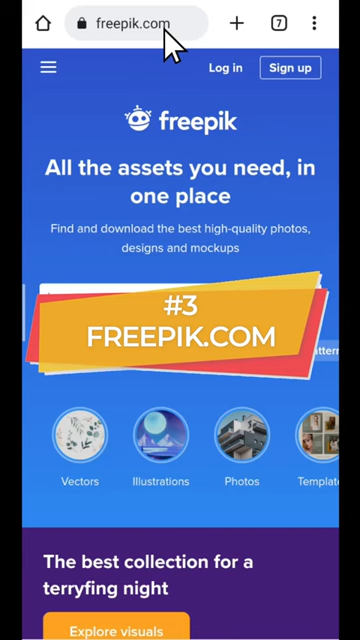 freepik.com
7
Log in
Sign up
freepik
All the assets you need, in
one place
Find and download the best high-quality photos,
designs and mockups
#3
FREEPIK.COM
Vectors
Illustrations
Photos
The best collection for a
terryfing night
Explore visuals